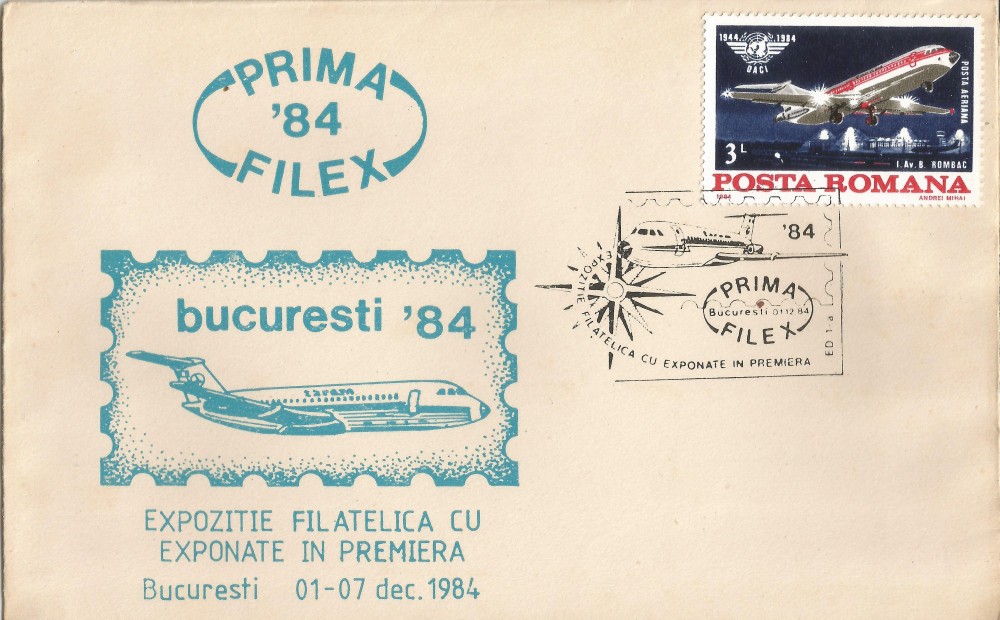 PRIMA
'84
FILEX
bucuresti '84
tarom
EXPOZITIE FILATELICA CU
EXPONATE IN PREMIERA
Bucuresti 01-07 dec. 1984
1944 1984
OACI
POSTA AERIANA
3L
I.Av.B. ROMBAC
POSTA ROMANA
1984 ANDREI MIHAI
'84
tarom
PRIMA
Bucuresti 01.12.84
FILEX
EXPOZITIE FILATELICA CU EXPONATE IN PREMIERA
ED 1-a